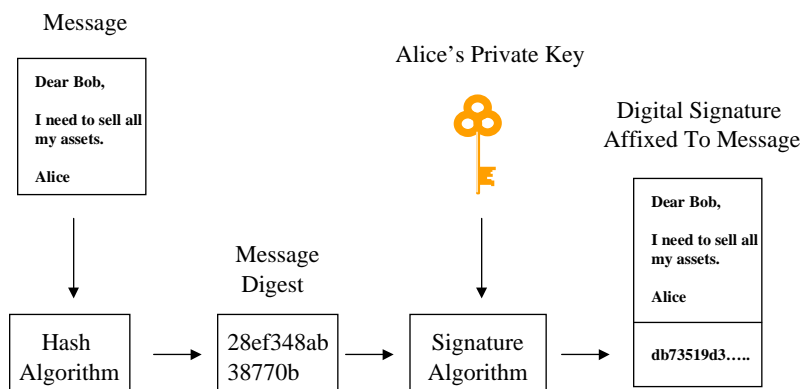 Message
Dear Bob,
I need to sell all
my assets.
Alice
Alice’s Private Key
Digital Signature
Affixed To Message
Dear Bob,
I need to sell all
my assets.
Alice
db73519d3…..
Message
Digest
Hash
Algorithm
28ef348ab
38770b
Signature
Algorithm